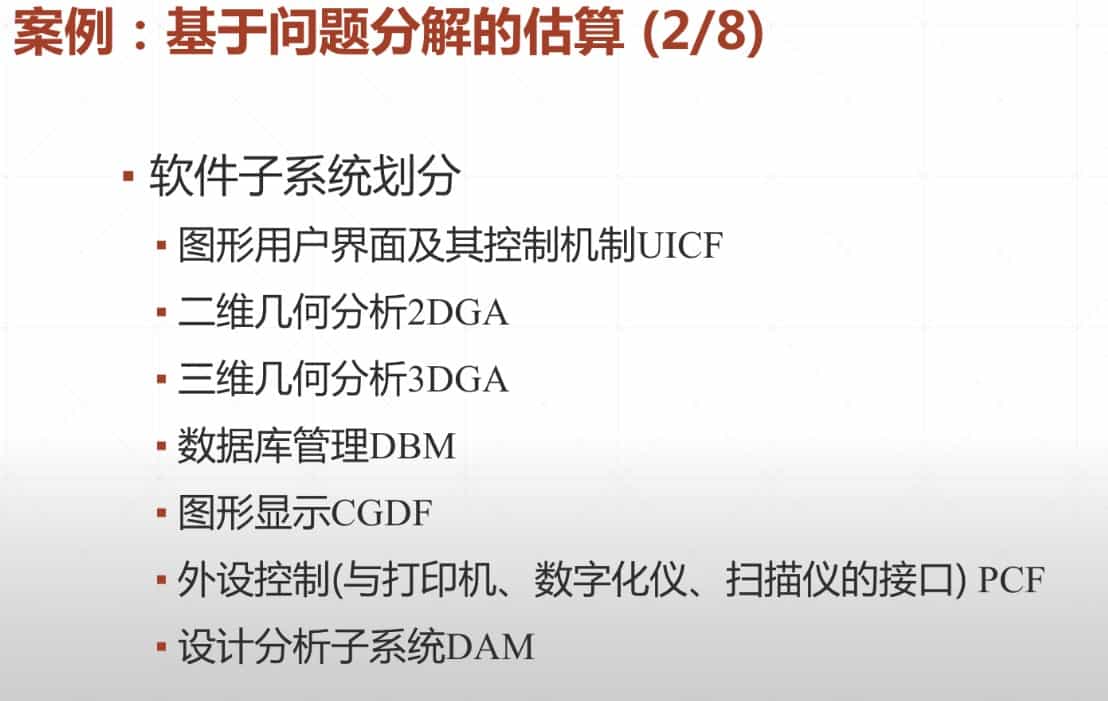 案例：基于问题分解的估算 (2/8)
软件子系统划分
图形用户界面及其控制机制UICF
二维几何分析2DGA
三维几何分析3DGA
数据库管理DBM
图形显示CGDF
外设控制(与打印机、数字化仪、扫描仪的接口) PCF
设计分析子系统DAM